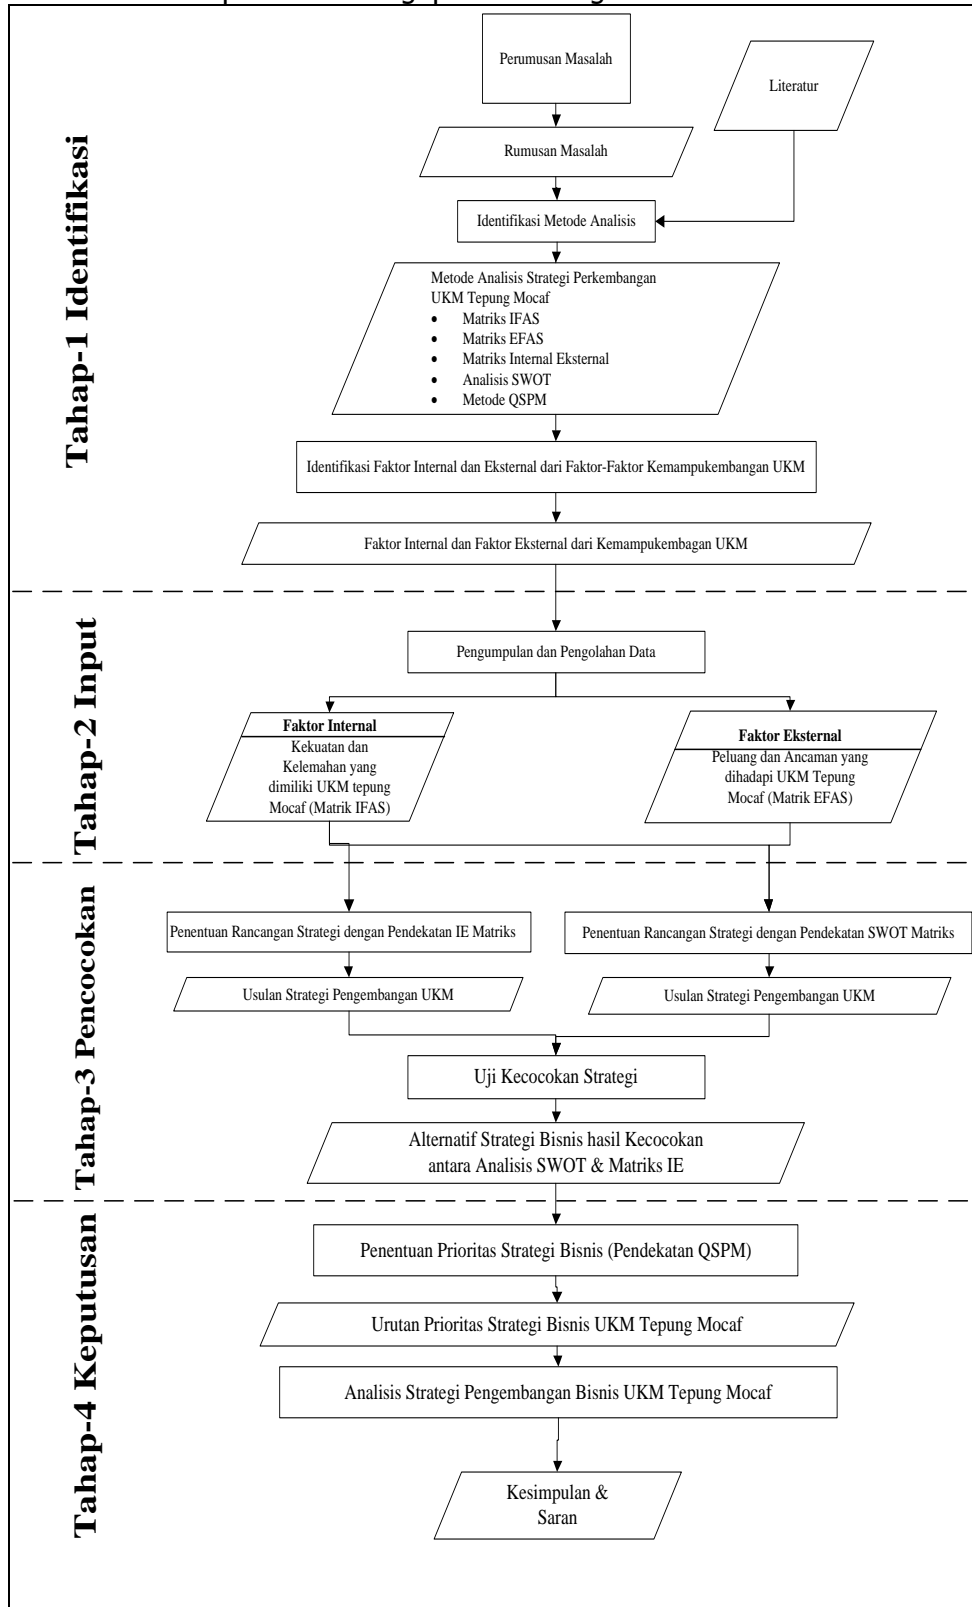 Perumusan Masalah
Literatur
Rumusan Masalah
Identifikasi Metode Analisis
Metode Analisis Strategi Perkembangan
UKM Tepung Mocaf
• Matriks IFAS
• Matriks EFAS
• Matriks Internal Eksternal
• Analisis SWOT
• Metode QSPM
Identifikasi Faktor Internal dan Eksternal dari Faktor-Faktor Kemampukembangan UKM
Faktor Internal dan Faktor Eksternal dari Kemampukembagan UKM
Tahap-1 Identifikasi
Pengumpulan dan Pengolahan Data
Faktor Internal
Kekuatan dan
Kelemahan yang
dimiliki UKM tepung
Mocaf (Matrik IFAS)
Faktor Eksternal
Peluang dan Ancaman yang
dihadapi UKM Tepung
Mocaf (Matrik EFAS)
Tahap-2 Input
Penentuan Rancangan Strategi dengan Pendekatan IE Matriks
Penentuan Rancangan Strategi dengan Pendekatan SWOT Matriks
Usulan Strategi Pengembangan UKM
Usulan Strategi Pengembangan UKM
Uji Kecocokan Strategi
Alternatif Strategi Bisnis hasil Kecocokan
antara Analisis SWOT & Matriks IE
Tahap-3 Pencocokan
Penentuan Prioritas Strategi Bisnis (Pendekatan QSPM)
Urutan Prioritas Strategi Bisnis UKM Tepung Mocaf
Analisis Strategi Pengembangan Bisnis UKM Tepung Mocaf
Kesimpulan &
Saran
Tahap-4 Keputusan